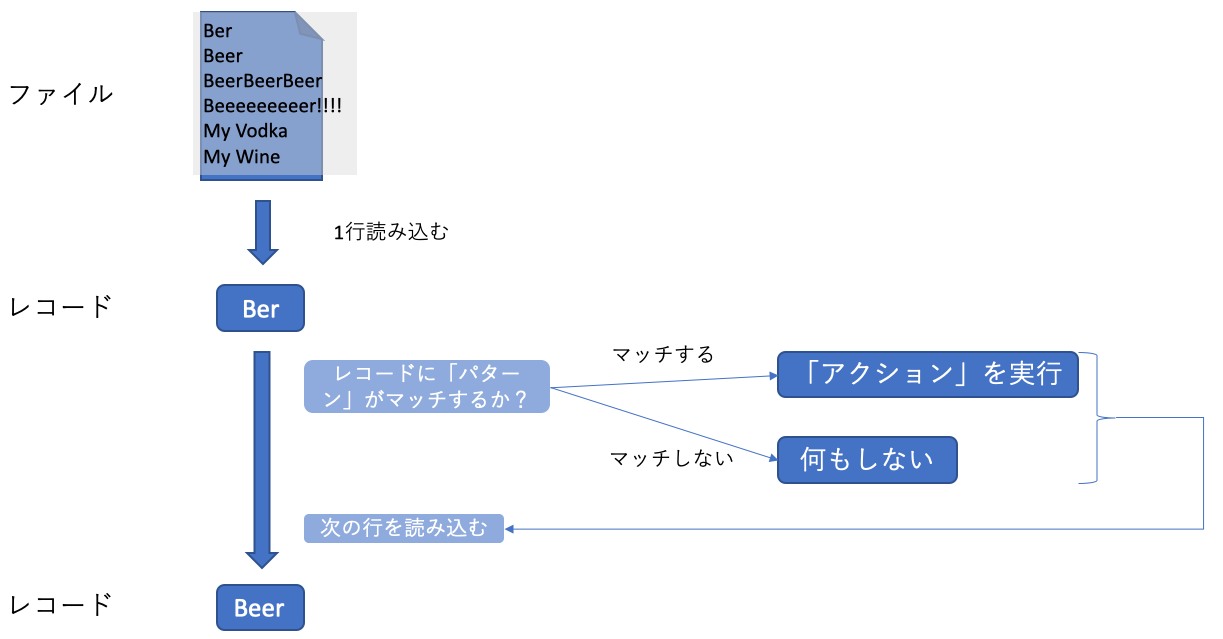 ファイル
Ber
Beer
BeerBeerBeer
Beeeeeeeeer!!!!
My Vodka
My Wine
1行読み込む
レコード
Ber
レコードに「パター
ン」がマッチするか？
マッチする
「アクション」を実行
マッチしない
何もしない
次の行を読み込む
レコード
Beer